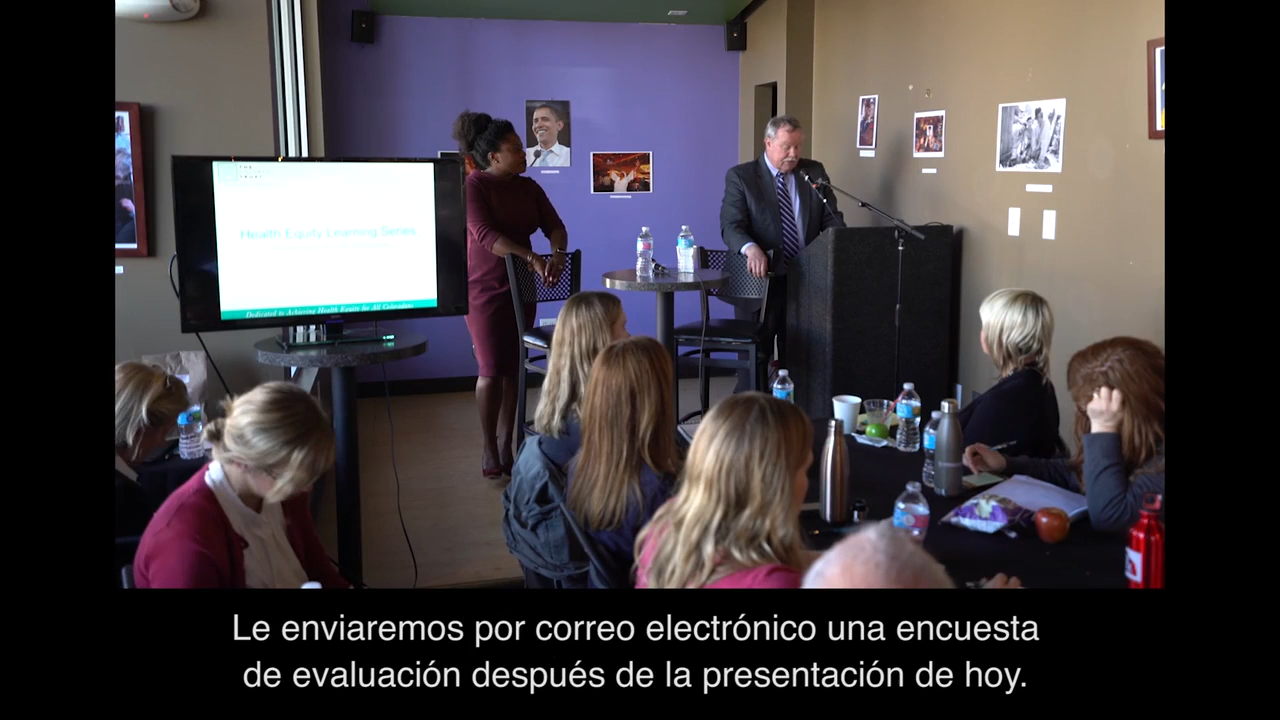 Health Equity Learning Series
Dedicated to Achieving Health Equity for All Coloradans
Le enviaremos por correo electrónico una encuesta
de evaluación después de la presentación de hoy.